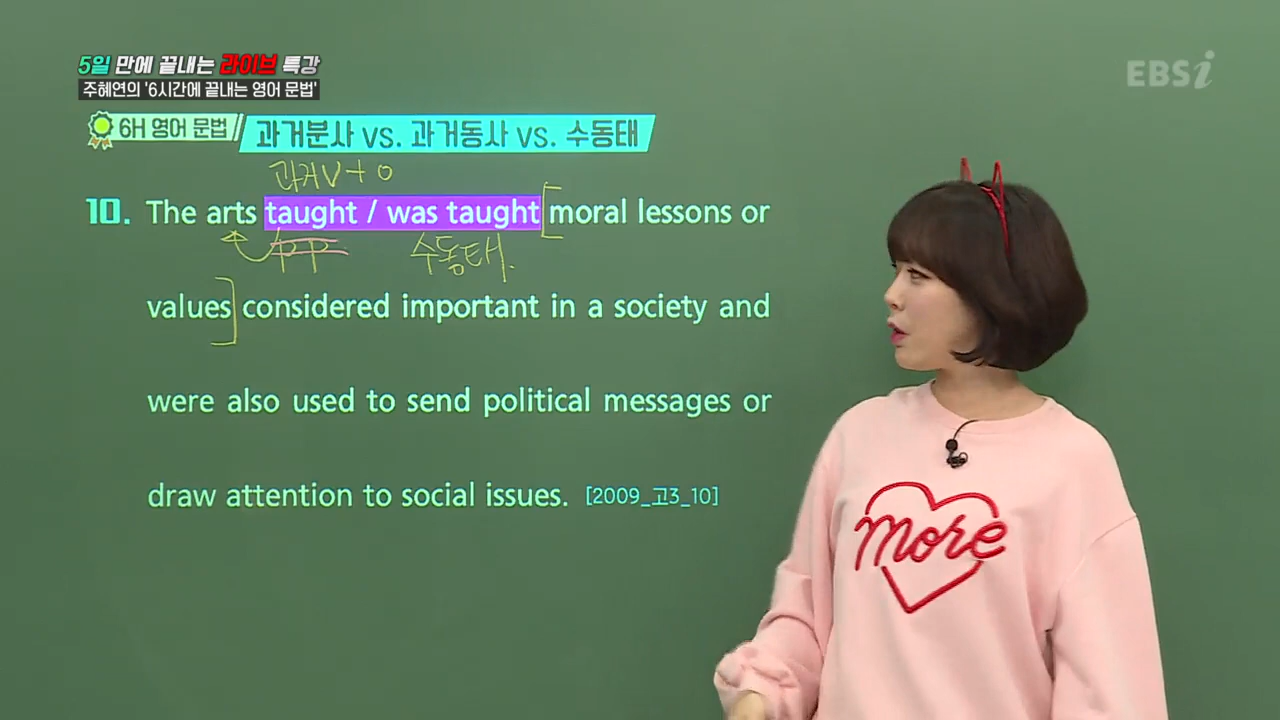 5일 만에 끝내는 라이브 특강
EBSi
주혜연의 '6시간에 끝내는 영어 문법'
6H 영어 문법
과거분사 vs. 과거동사 vs. 수동태
과거V+O
10. The arts taught / was taught [moral lessons or
PP 수동태.
values] considered important in a society and
were also used to send political messages or
draw attention to social issues. [2009_고3_10]
more